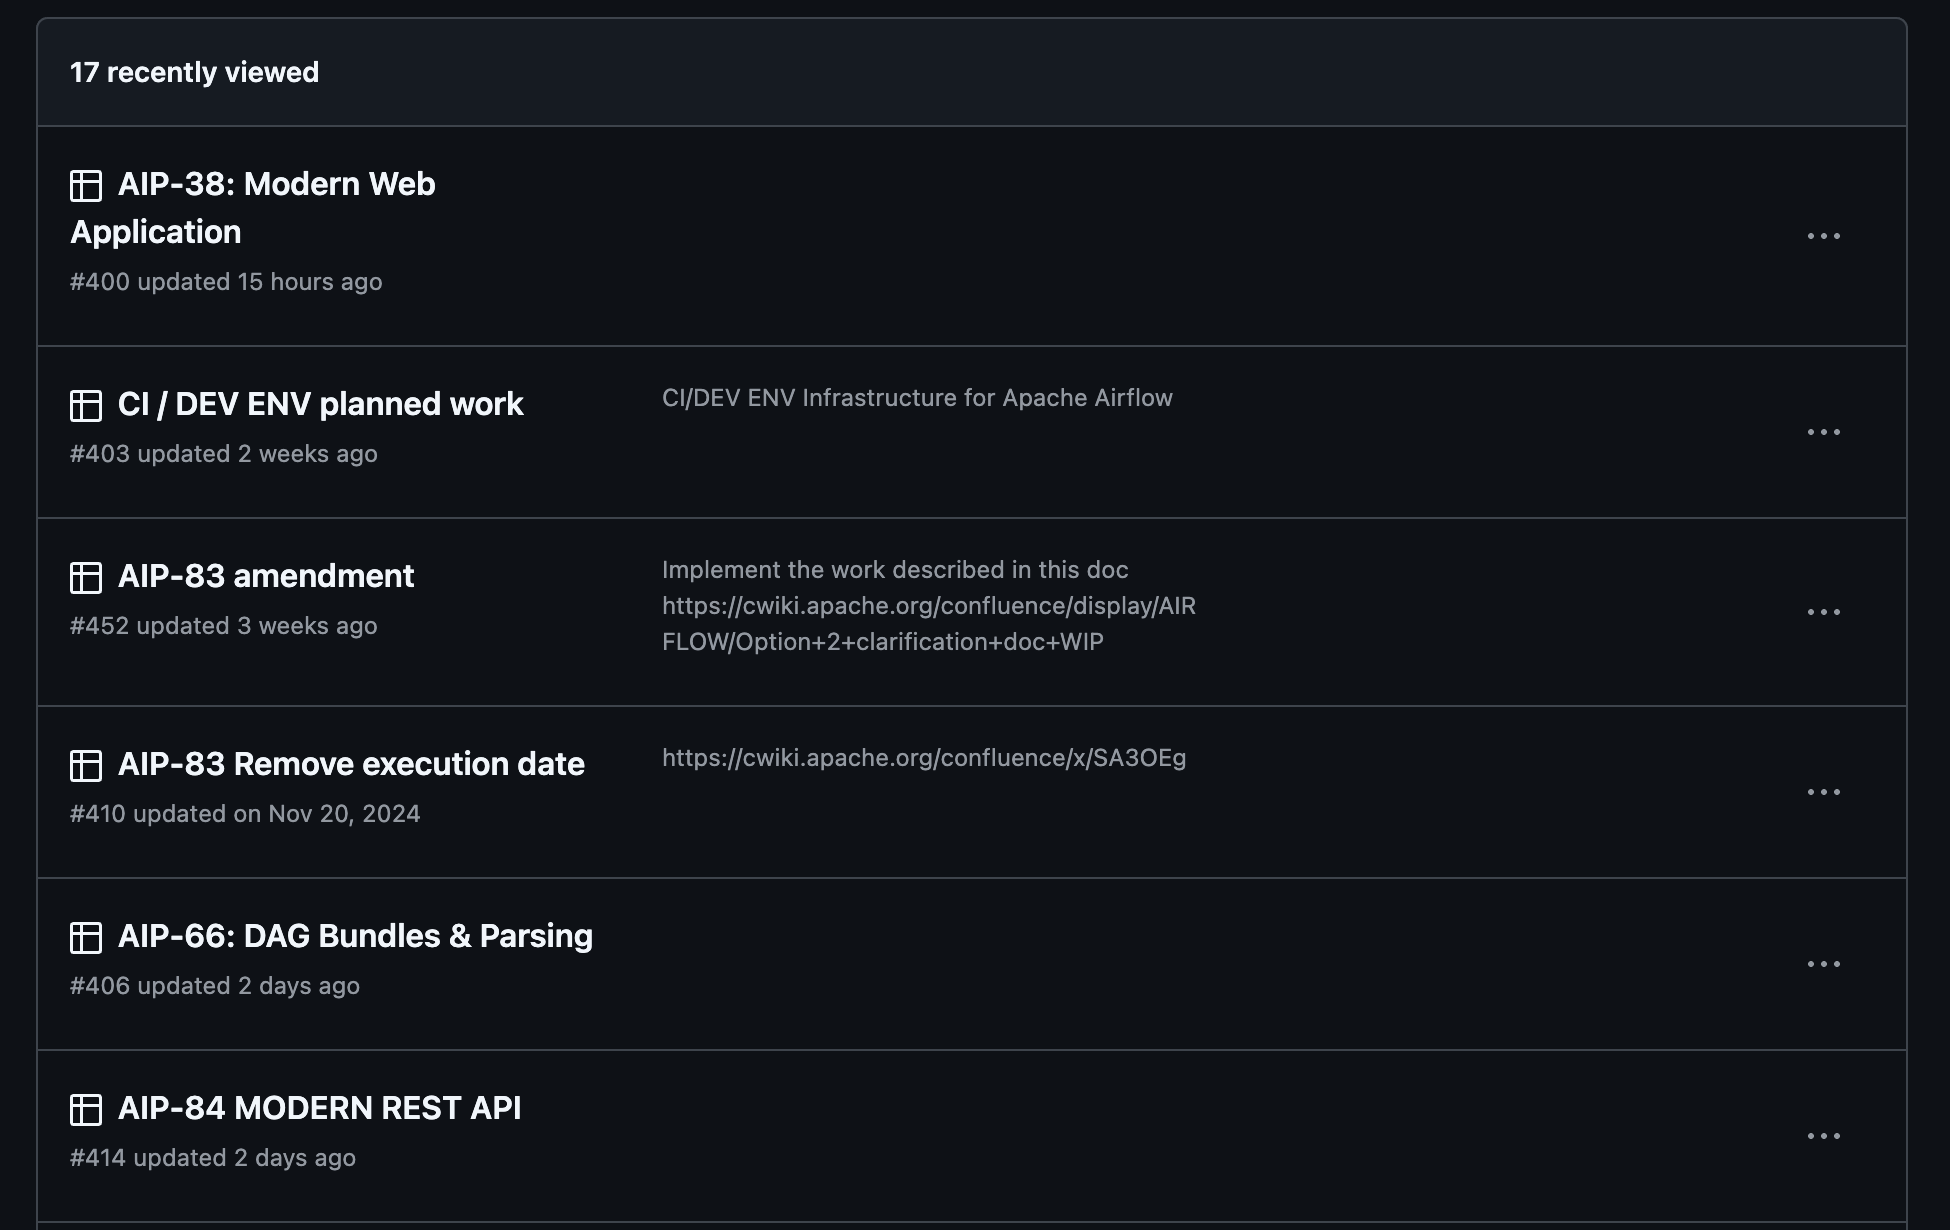 17 recently viewed
AIP-38: Modern Web
Application
#400 updated 15 hours ago
CI / DEV ENV planned work
#403 updated 2 weeks ago
CI/DEV ENV Infrastructure for Apache Airflow
AIP-83 amendment
#452 updated 3 weeks ago
Implement the work described in this doc
https://cwiki.apache.org/confluence/display/AIR
FLOW/Option+2+clarification+doc+WIP
AIP-83 Remove execution date
#410 updated on Nov 20, 2024
https://cwiki.apache.org/confluence/x/SA3OEg
AIP-66: DAG Bundles & Parsing
#406 updated 2 days ago
AIP-84 MODERN REST API
#414 updated 2 days ago